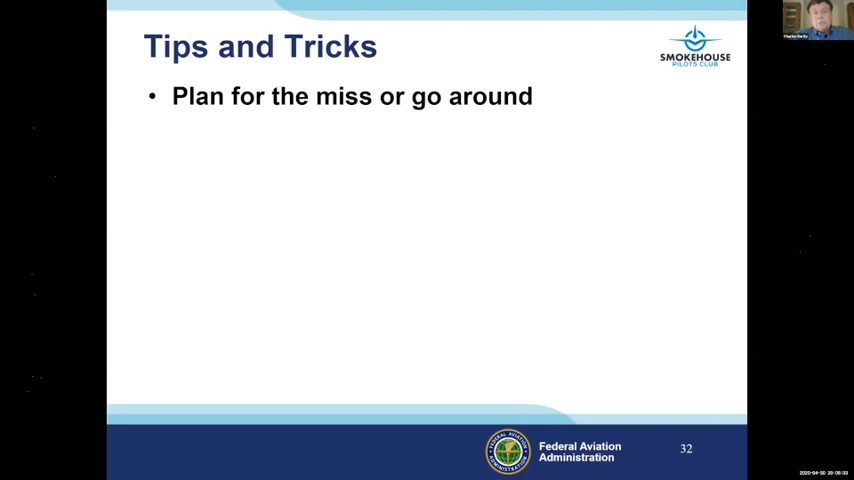 Tips and Tricks
SMOKEHOUSE
PILOTS CLUB
• Plan for the miss or go around
Federal Aviation
Administration
32